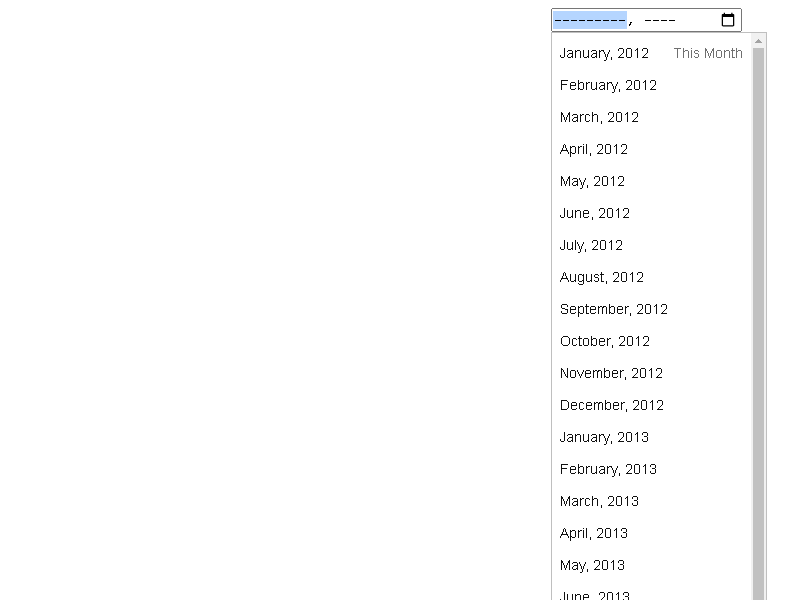 ---------, ----
January, 2012 This Month
February, 2012
March, 2012
April, 2012
May, 2012
June, 2012
July, 2012
August, 2012
September, 2012
October, 2012
November, 2012
December, 2012
January, 2013
February, 2013
March, 2013
April, 2013
May, 2013
June, 2013